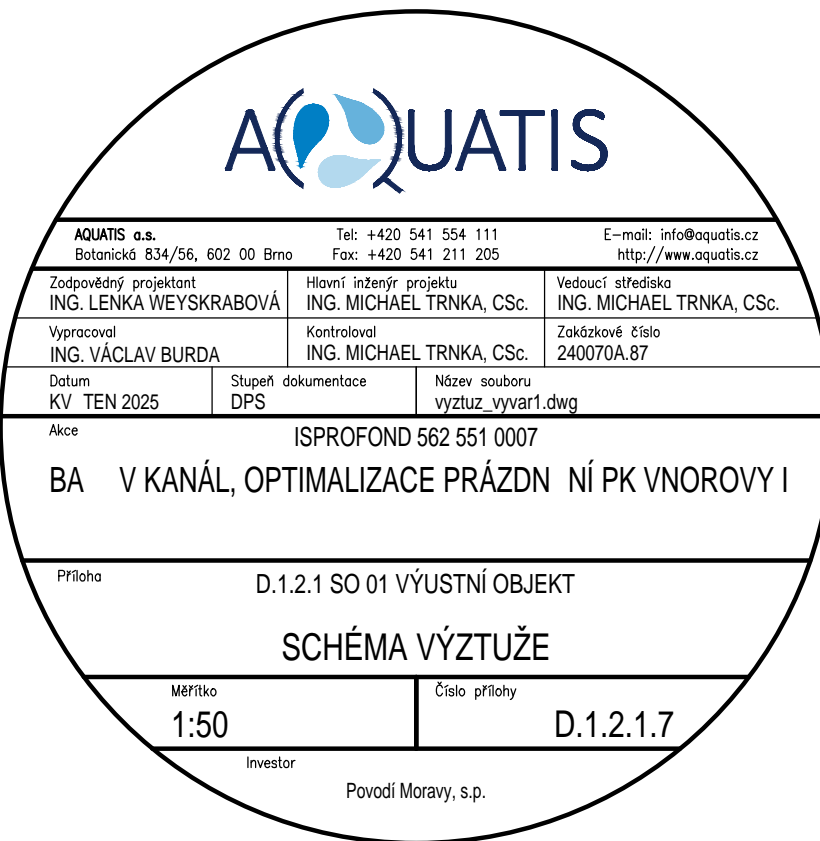 AQUATIS
AQUATIS a.s. Tel: +420 541 554 111 E-mail: info@aquatis.cz
Botanická 834/56, 602 00 Brno Fax: +420 541 211 205 http://www.aquatis.cz
Zodpovědný projektant Hlavní inženýr projektu Vedoucí střediska
ING. LENKA WEYSKRABOVÁ ING. MICHAEL TRNKA, CSc. ING. MICHAEL TRNKA, CSc.
Vypracoval Kontroloval Zakázkové číslo
ING. VÁCLAV BURDA ING. MICHAEL TRNKA, CSc. 240070A.87
Datum Stupeň dokumentace Název souboru
KV TEN 2025 DPS vyztuz_vyvar1.dwg
Akce ISPROFOND 562 551 0007
BA V KANÁL, OPTIMALIZACE PRÁZDN NÍ PK VNOROVY I
Příloha D.1.2.1 SO 01 VÝUSTNÍ OBJEKT
SCHÉMA VÝZTUŽE
Měřítko Číslo přílohy
1:50 D.1.2.1.7
Investor
Povodí Moravy, s.p.